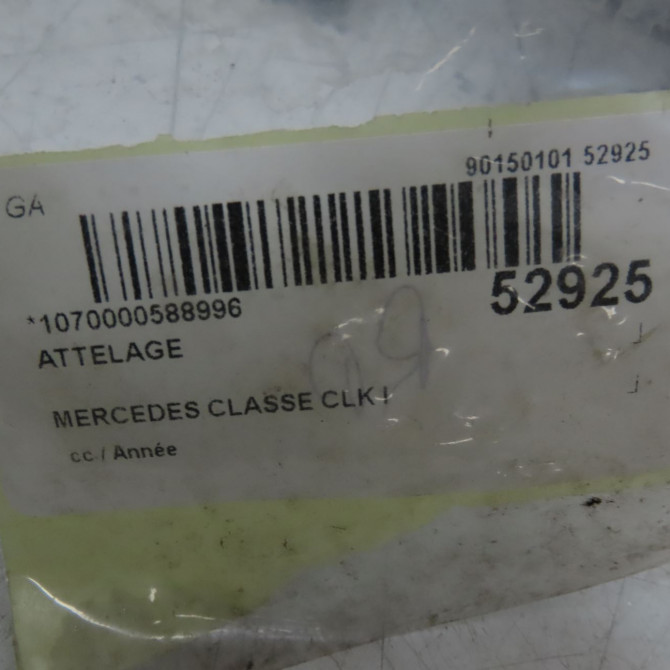 90150101 52925
GA
52925
*1070000588996
ATTELAGE
MERCEDES CLASSE CLK I
cc / Année